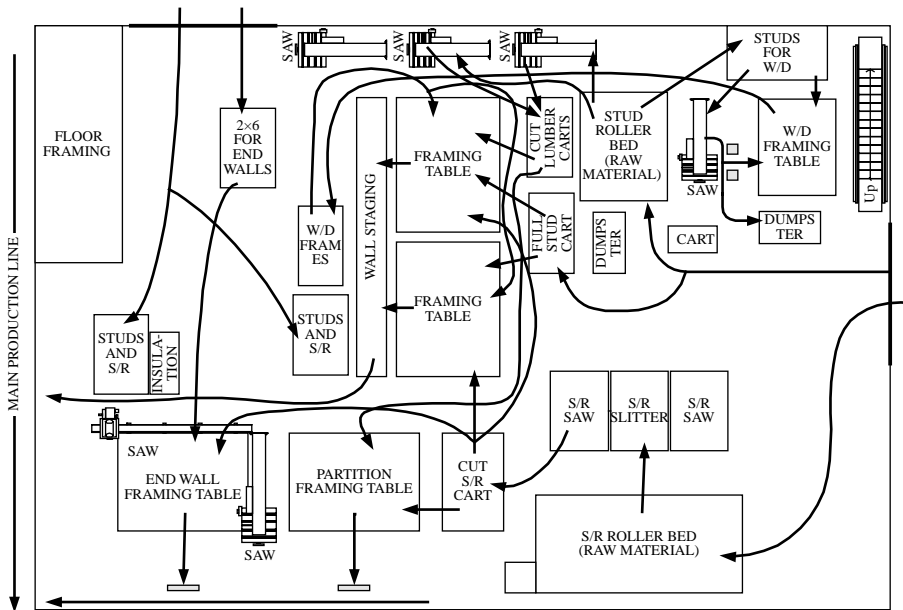 MAIN PRODUCTION LINE
FLOOR
FRAMING
2×6 FOR
END
WALLS
SAW
SAW
SAW
STUDS
FOR
W/D
Up
CUT
LUMBER
CARTS
STUD
ROLLER
BED
(RAW
MATERIAL)
W/D
FRAMING
TABLE
SAW
FRAMING
TABLE
WALL STAGING
W/D
FRAM
ES
FULL
STUD
CART
DUMPS
TER
CART
DUMPS
TER
FRAMING
TABLE
STUDS
AND
S/R
INSULA-
TION
STUDS
AND
S/R
S/R
SAW
S/R
SLITTER
S/R
SAW
SAW
END WALL
FRAMING TABLE
SAW
PARTITION
FRAMING TABLE
CUT
S/R
CART
S/R ROLLER BED
(RAW MATERIAL)